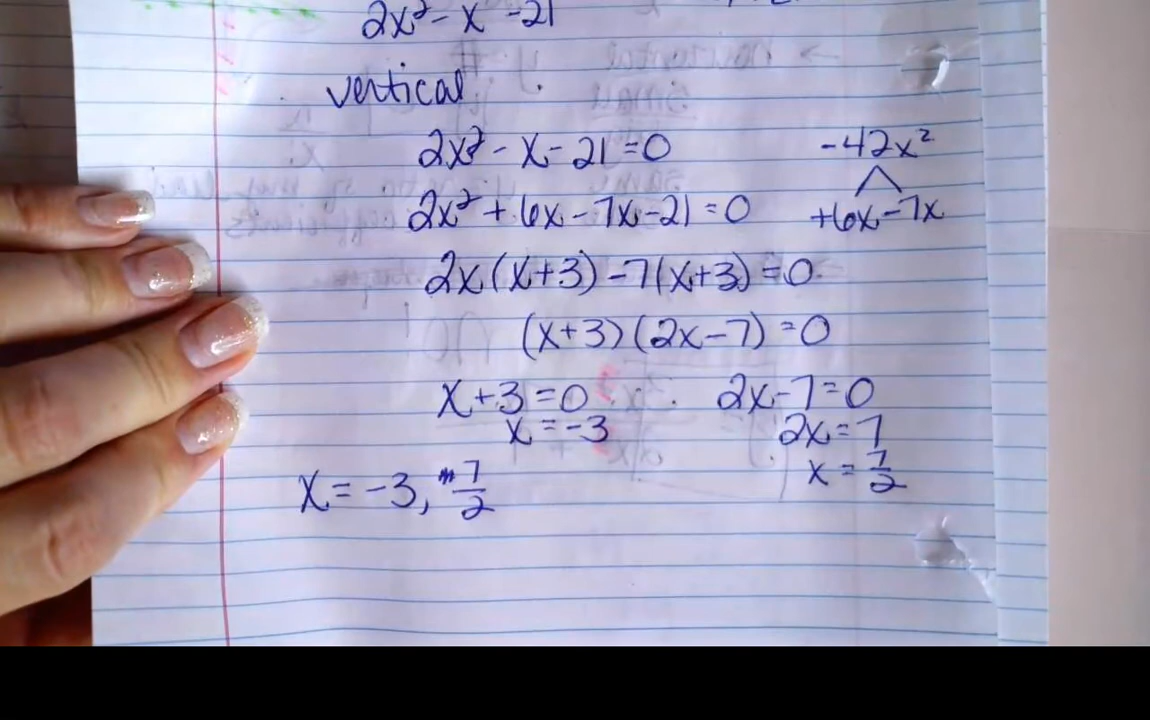 2x² - x - 21
vertical
2x² - x - 21 = 0
-42x²
2x² + 6x - 7x - 21 = 0
+6x - 7x
2x(x+3) - 7(x+3) = 0
(x+3)(2x-7) = 0
x+3 = 0
2x-7=0
x = -3
2x = 7
x = 7/2
x = -3, 7/2